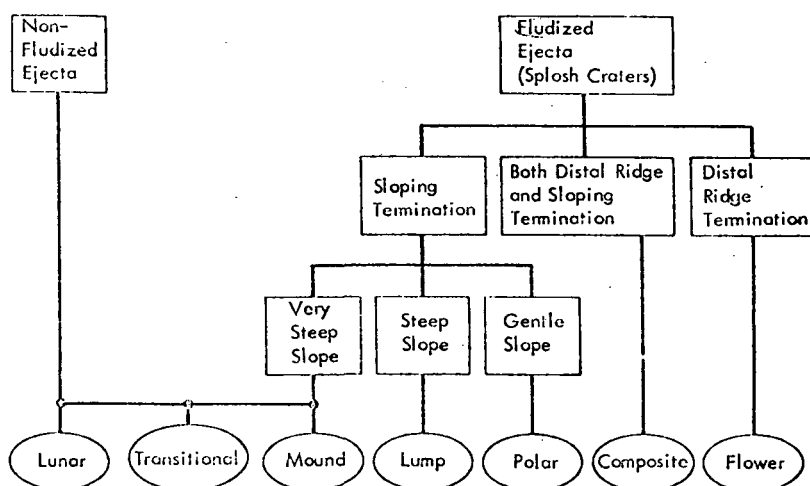 Non-
Fludized
Ejecta
Fludized
Ejecta
(Splosh Craters)
Sloping
Termination
Both Distal Ridge
and Sloping
Termination
Distal
Ridge
Termination
Very
Steep
Slope
Steep
Slope
Gentle
Slope
Lunar
Transitional
Mound
Lump
Polar
Composite
Flower